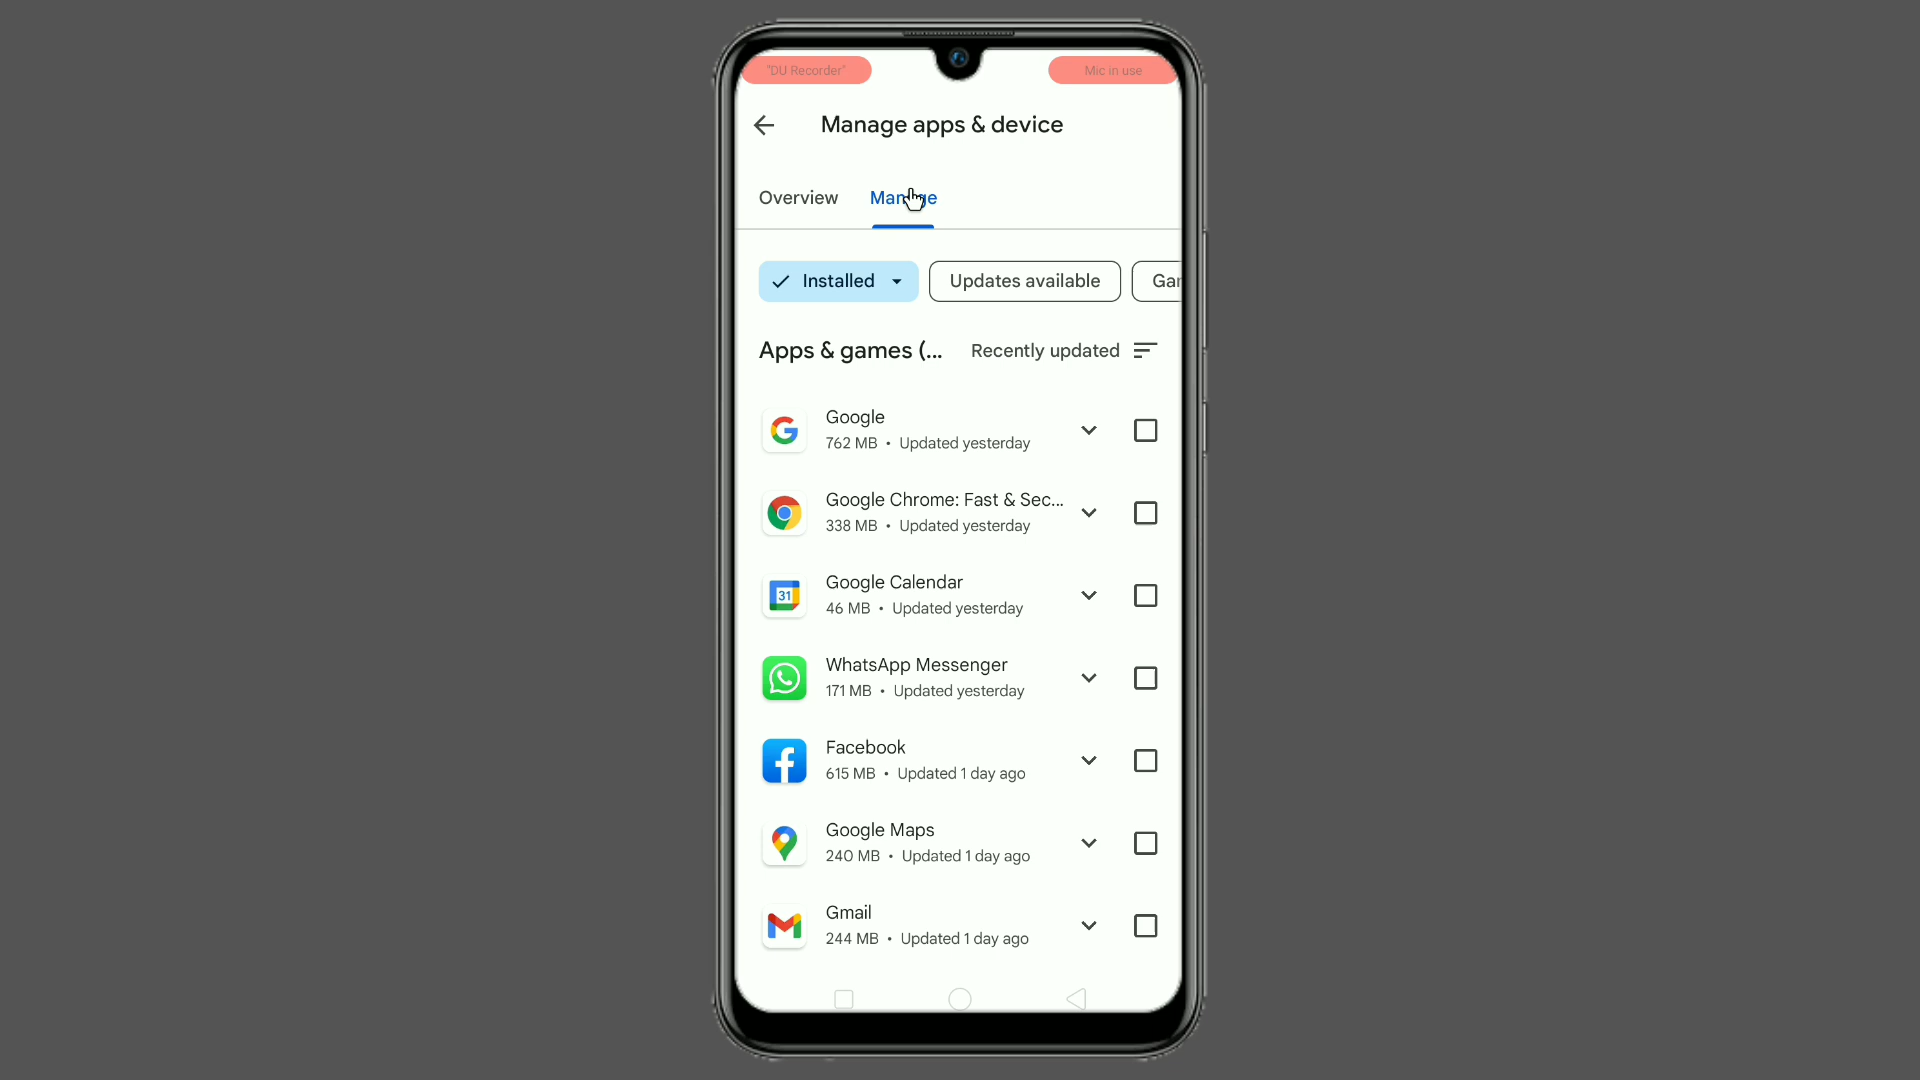 "DU Recorder"
Mic in use
Manage apps & device
Overview
Manage
Installed
Updates available
Gar
Apps & games (...
Recently updated
Google
762 MB • Updated yesterday
Google Chrome: Fast & Sec...
338 MB • Updated yesterday
31
Google Calendar
46 MB • Updated yesterday
WhatsApp Messenger
171 MB • Updated yesterday
Facebook
615 MB • Updated 1 day ago
Google Maps
240 MB • Updated 1 day ago
Gmail
244 MB • Updated 1 day ago